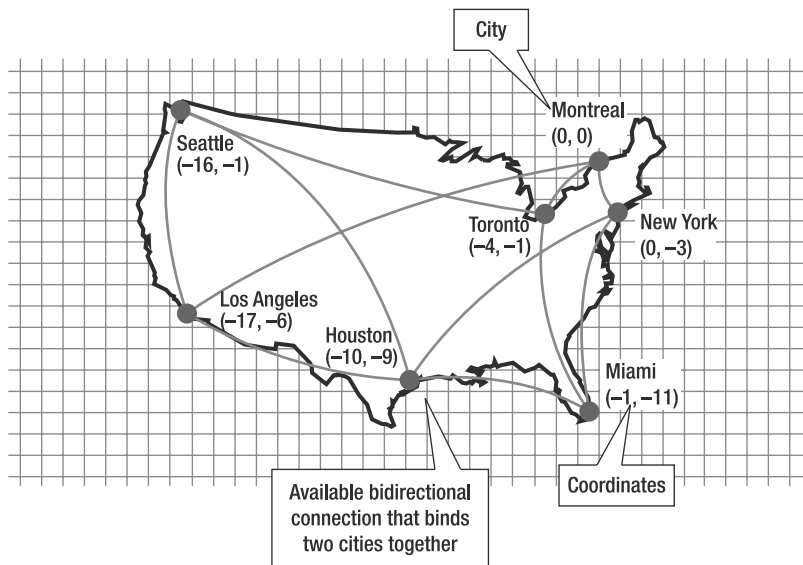 City
Montreal
(0, 0)
Seattle
(–16, –1)
Toronto
(–4, –1)
New York
(0, –3)
Los Angeles
(–17, –6)
Houston
(–10, –9)
Miami
(–1, –11)
Available bidirectional
connection that binds
two cities together
Coordinates